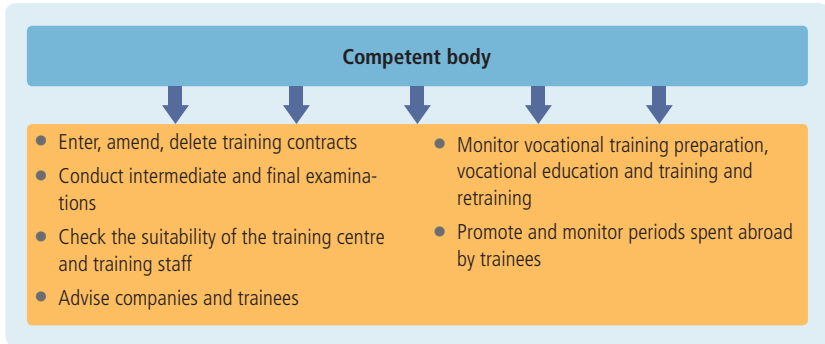 Competent body
● Enter, amend, delete training contracts
● Conduct intermediate and final examina-
tions
● Check the suitability of the training centre
and training staff
● Advise companies and trainees
● Monitor vocational training preparation,
vocational education and training and
retraining
● Promote and monitor periods spent abroad
by trainees